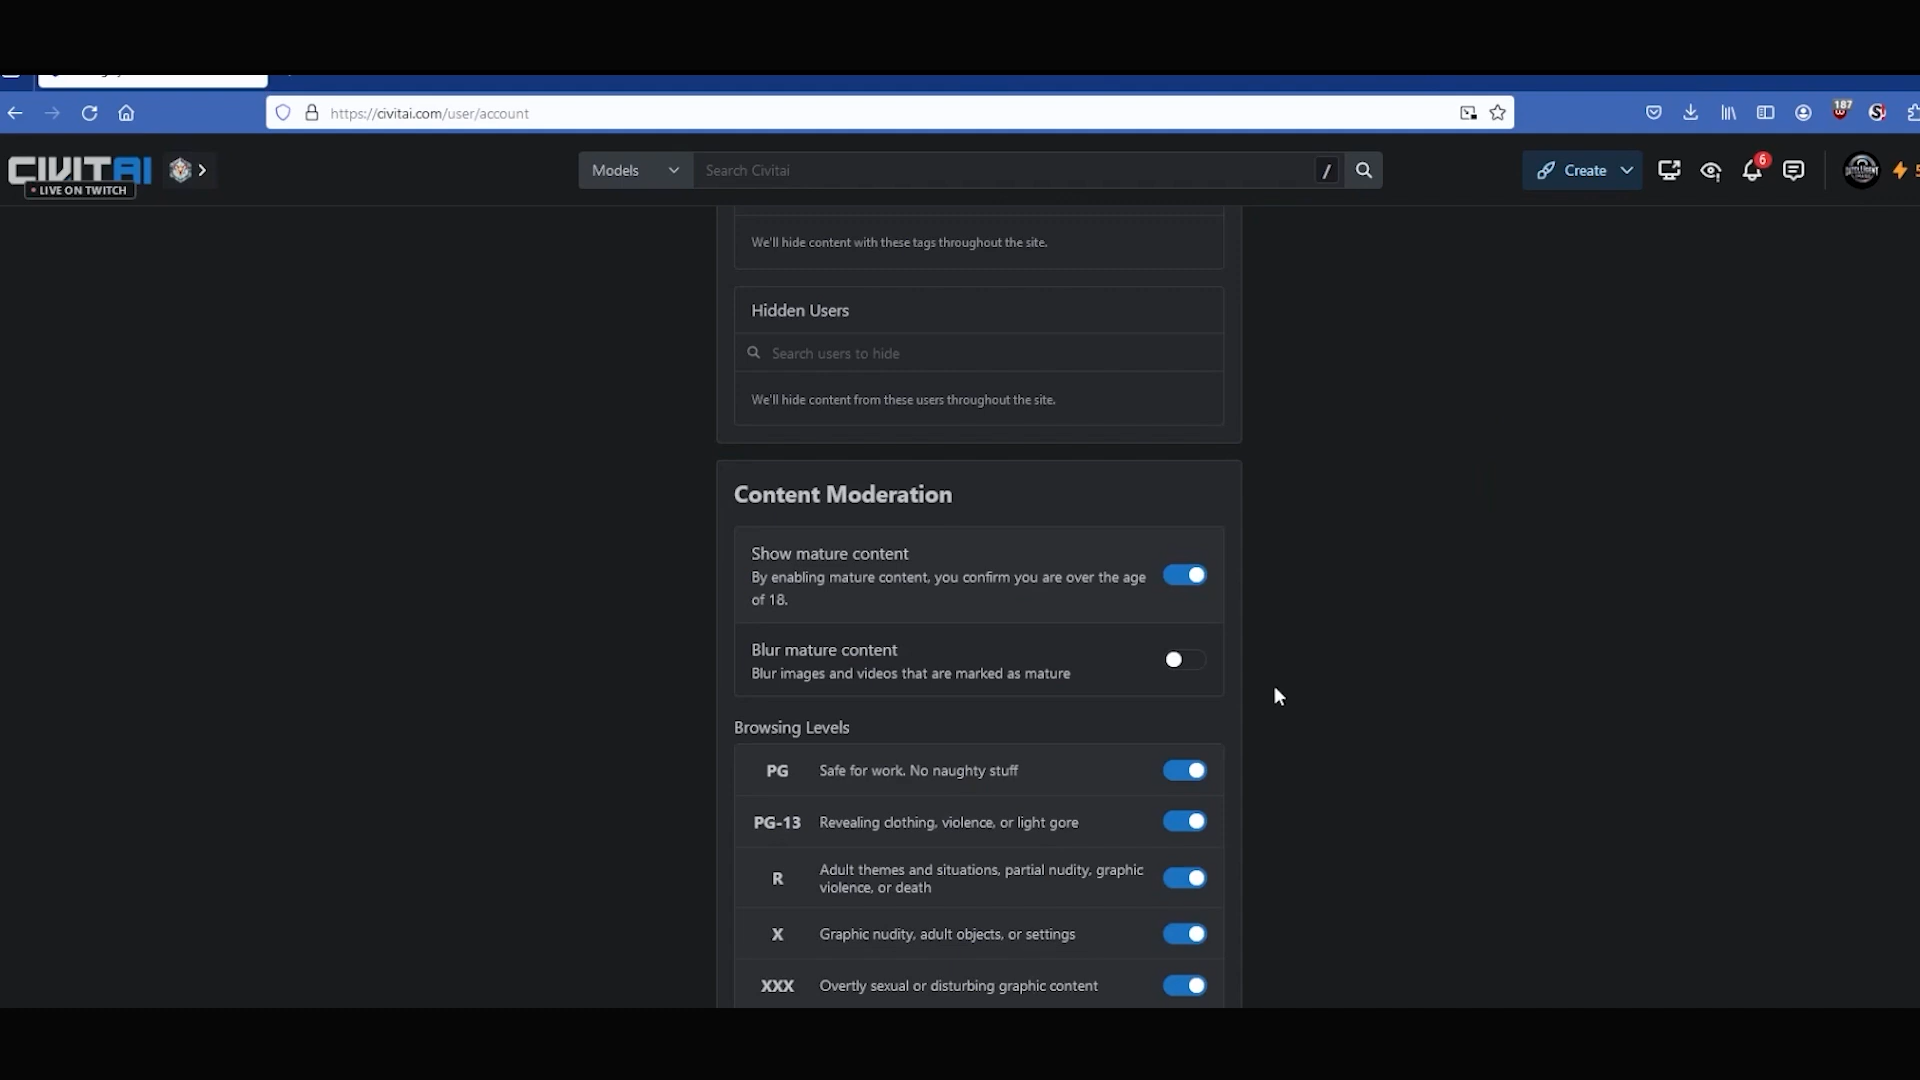 https://civitai.com/user/account
187
CIVITAI
LIVE ON TWITCH
Models
Search Civitai
/
Create
6
5
We'll hide content with these tags throughout the site.
Hidden Users
Search users to hide
We'll hide content from these users throughout the site.
Content Moderation
Show mature content
By enabling mature content, you confirm you are over the age
of 18.
Blur mature content
Blur images and videos that are marked as mature
Browsing Levels
PG Safe for work. No naughty stuff
PG-13 Revealing clothing, violence, or light gore
R Adult themes and situations, partial nudity, graphic
violence, or death
X Graphic nudity, adult objects, or settings
XXX Overtly sexual or disturbing graphic content